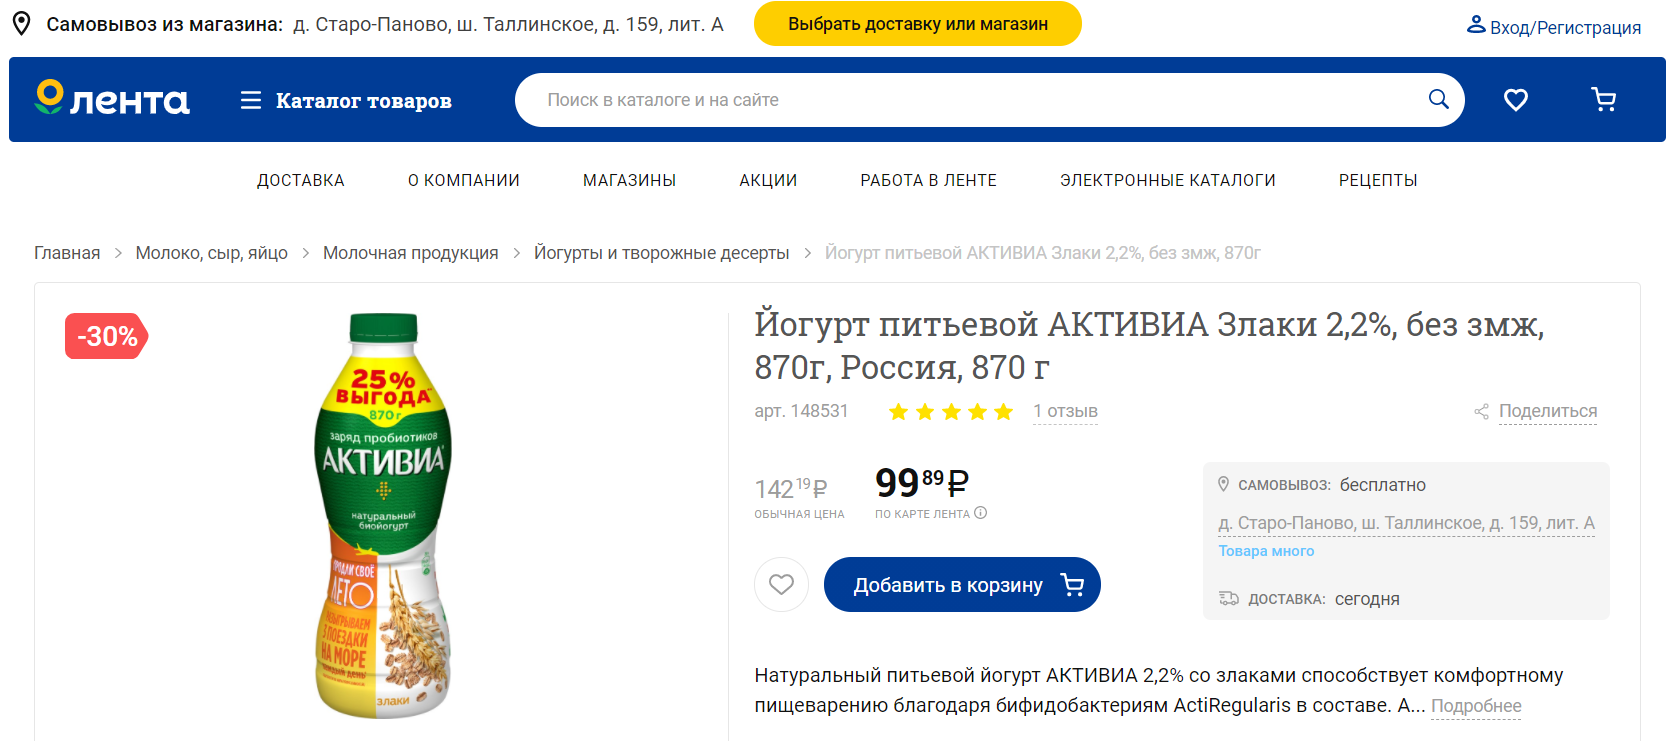 Самовывоз из магазина: д. Старо-Паново, ш. Таллинское, д. 159, лит. А
Выбрать доставку или магазин
Вход/Регистрация
лента
Каталог товаров
Поиск в каталоге и на сайте
ДОСТАВКА
О КОМПАНИИ
МАГАЗИНЫ
АКЦИИ
РАБОТА В ЛЕНТЕ
ЭЛЕКТРОННЫЕ КАТАЛОГИ
РЕЦЕПТЫ
Главная > Молоко, сыр, яйцо > Молочная продукция > Йогурты и творожные десерты > Йогурт питьевой АКТИВИА Злаки 2,2%, без змж, 870г
-30%
25%
ВЫГОДА
870 г
заряд пробиотиков
АКТИВИА
натуральный
биойогурт
ПРОДЛИ СВОЁ
ЛЕТО
РАЗЫГРЫВАЕМ
3 ПОЕЗДКИ
НА МОРЕ
злаки
Йогурт питьевой АКТИВИА Злаки 2,2%, без змж,
870г, Россия, 870 г
арт. 148531
1 отзыв
Поделиться
142 19 ₽
ОБЫЧНАЯ ЦЕНА
99 89 ₽
ПО КАРТЕ ЛЕНТА
Добавить в корзину
САМОВЫВОЗ: бесплатно
д. Старо-Паново, ш. Таллинское, д. 159, лит. А
Товара много
ДОСТАВКА: сегодня
Натуральный питьевой йогурт АКТИВИА 2,2% со злаками способствует комфортному
пищеварению благодаря бифидобактериям ActiRegularis в составе. А... Подробнее